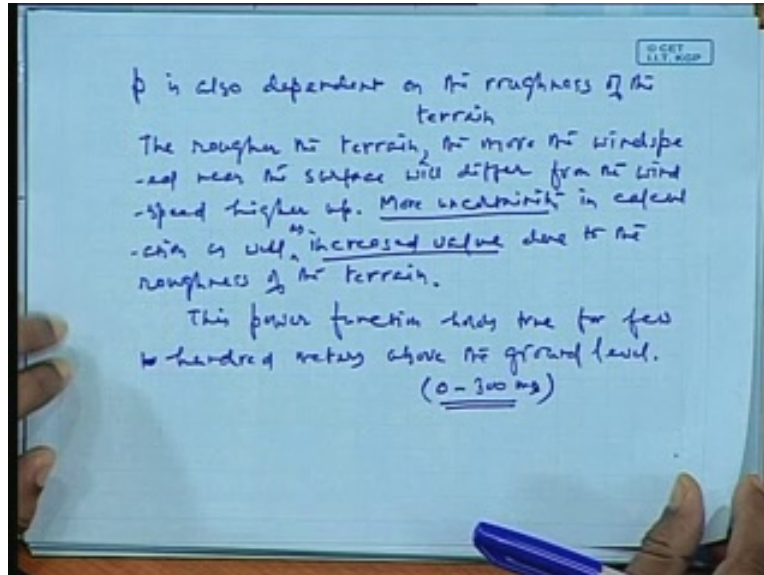 © CET
I.I.T. KGP
p is also dependent on the roughness of the
terrain
The rougher the terrain, the more the windspe
-ed near the surface will differ from the wind
-speed higher up. More uncertainity in calcul
-ation as well as increased value due to the
roughness of the terrain.
This power function holds true for few
hundred meters above the ground level.
(0 - 300 ms)